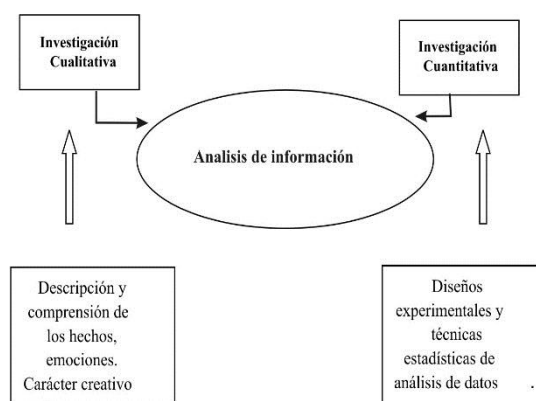 Investigación
Cualitativa
Investigación
Cuantitativa
Analisis de información
Descripción y
comprensión de
los hechos,
emociones.
Carácter creativo
Diseños
experimentales y
técnicas
estadísticas de
análisis de datos .